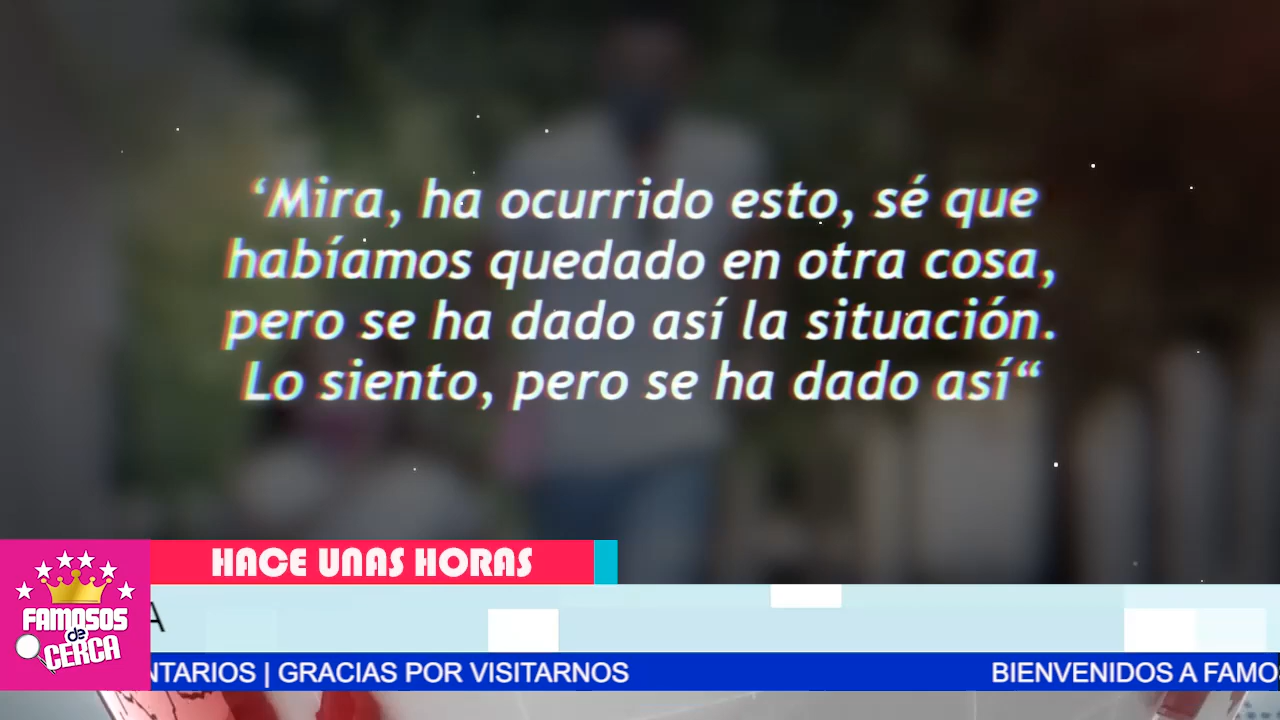 ‘Mira, ha ocurrido esto, sé que
habíamos quedado en otra cosa,
pero se ha dado así la situación.
Lo siento, pero se ha dado así“
HACE UNAS HORAS
FAMOSOS
de
CERCA
A
NTARIOS | GRACIAS POR VISITARNOS
BIENVENIDOS A FAMOS